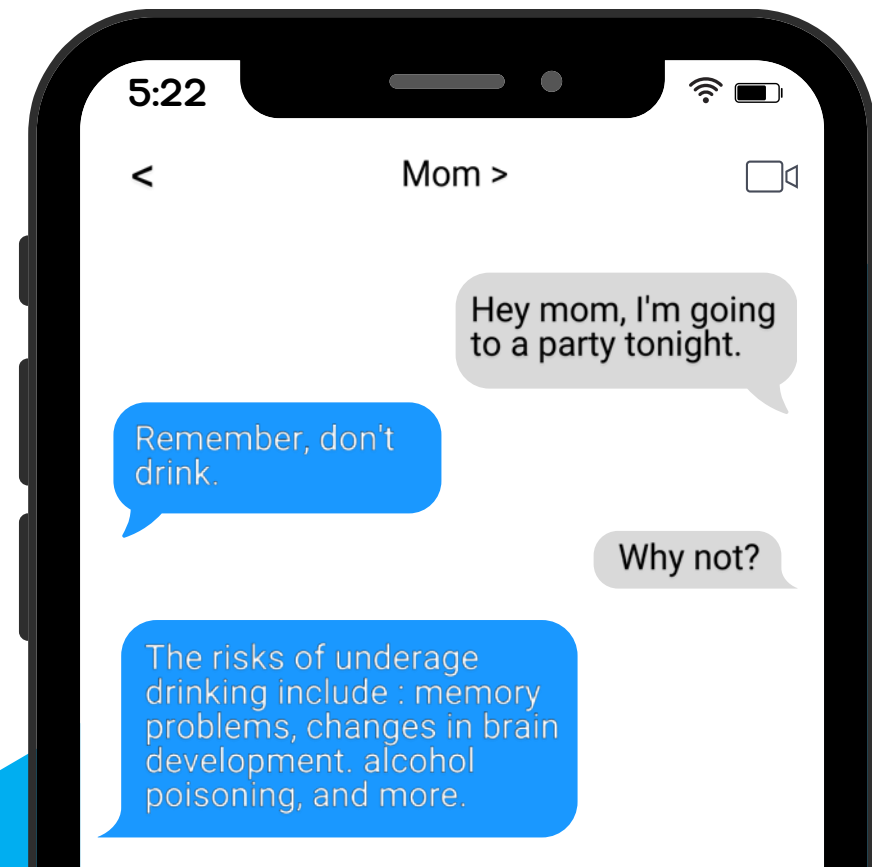 5:22
<
Mom >
Hey mom, I'm going
to a party tonight.
Remember, don't
drink.
Why not?
The risks of underage
drinking include : memory
problems, changes in brain
development. alcohol
poisoning, and more.